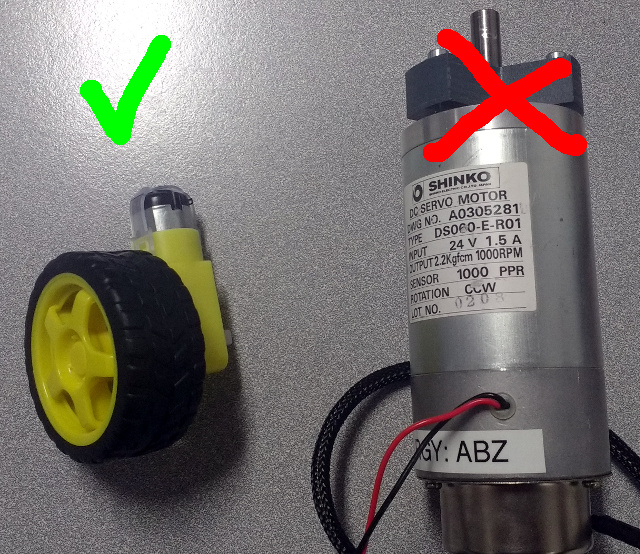 SHINKO
DC SERVO MOTOR
DWG NO. A0305281
TYPE DS060-E-R01
INPUT 24 V 1.5 A
OUTPUT 2.2Kgfcm 1000RPM
SENSOR 1000 PPR
ROTATION CCW
LOT NO. 0208
OGY: ABZ